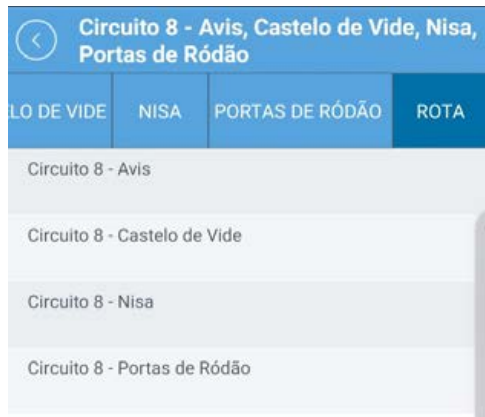 Circuito 8 - Avis, Castelo de Vide, Nisa,
Portas de Ródão
LO DE VIDE NISA PORTAS DE RÓDÃO ROTA
Circuito 8 - Avis
Circuito 8 - Castelo de Vide
Circuito 8 - Nisa
Circuito 8 - Portas de Ródão